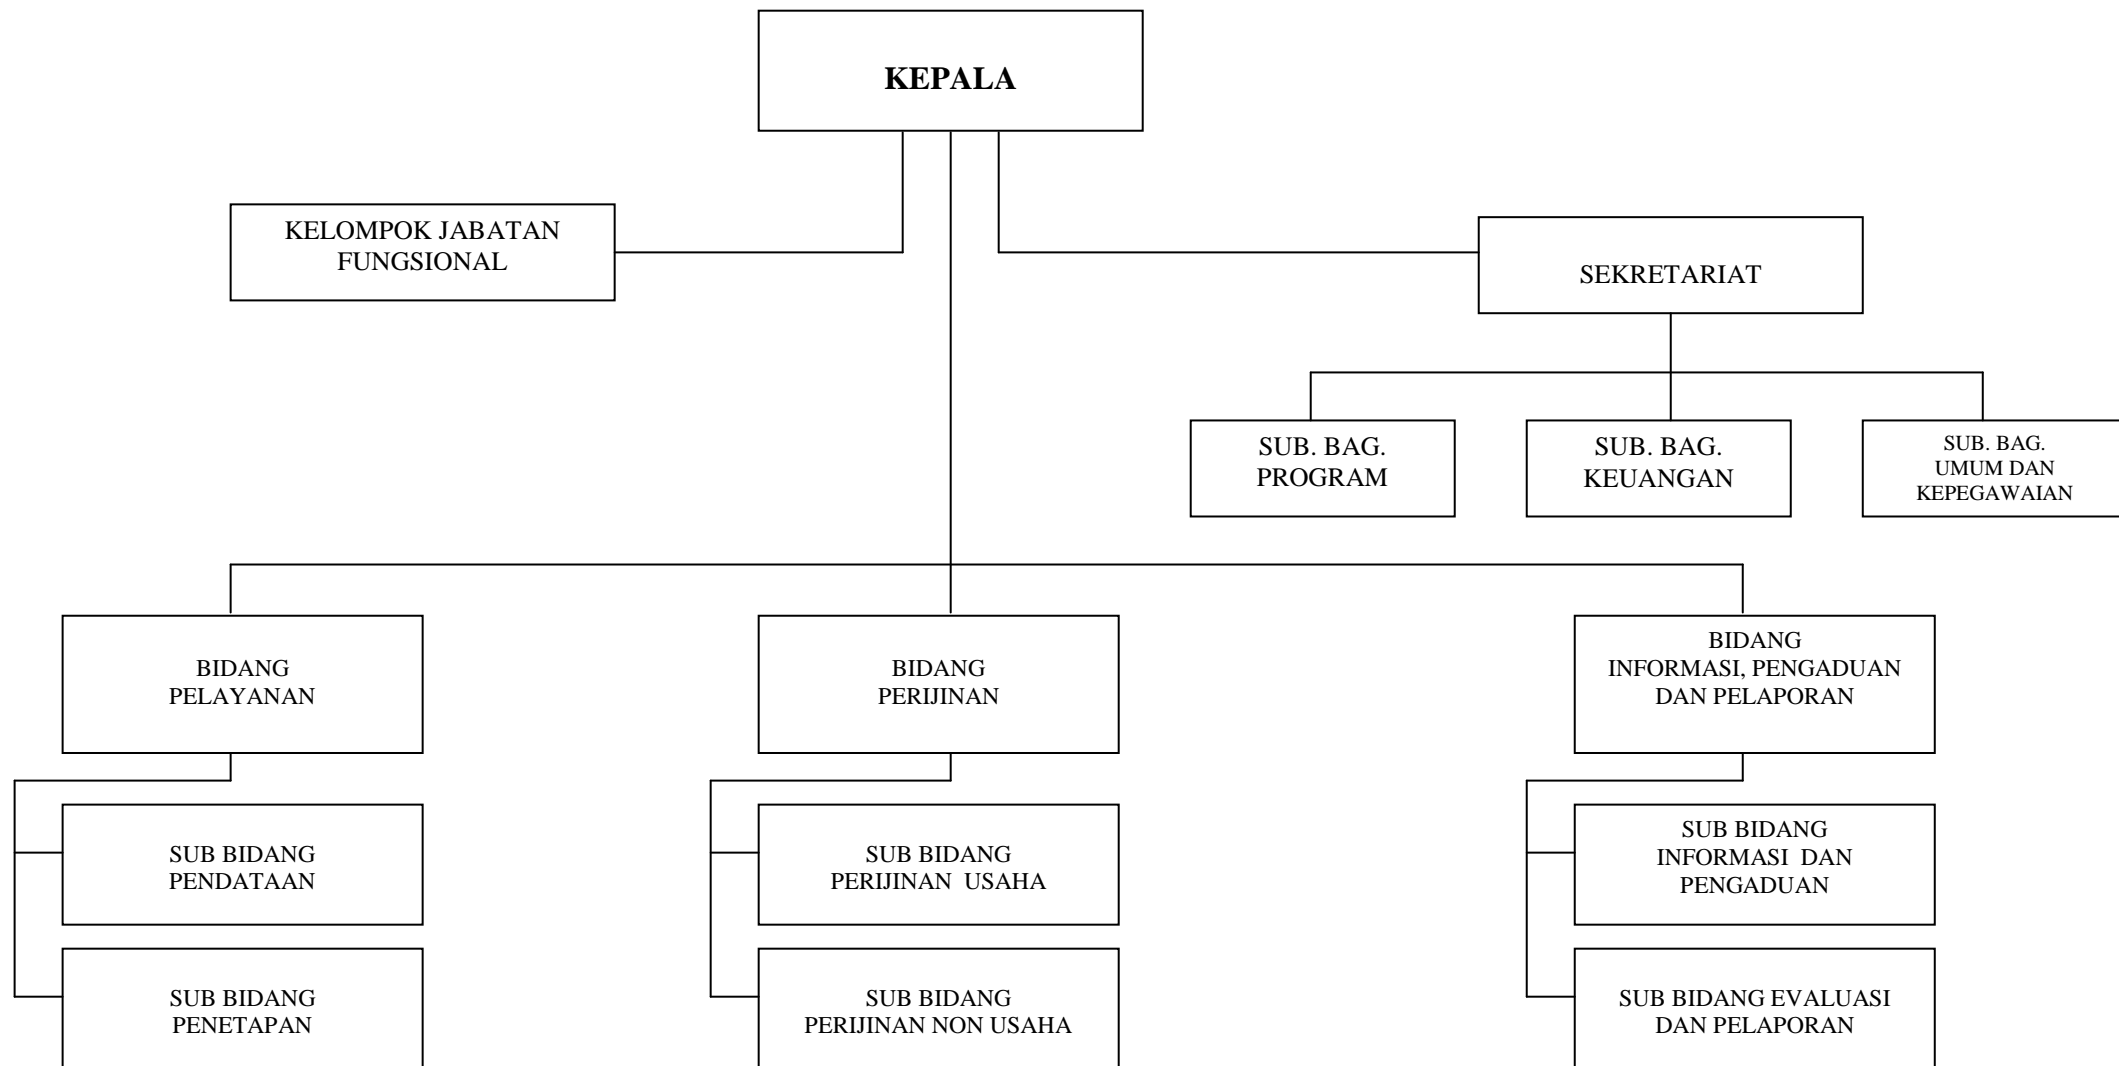 KEPALA
KELOMPOK JABATAN
FUNGSIONAL
SEKRETARIAT
SUB. BAG.
PROGRAM
SUB. BAG.
KEUANGAN
SUB. BAG.
UMUM DAN
KEPEGAWAIAN
BIDANG
PELAYANAN
BIDANG
PERIJINAN
BIDANG
INFORMASI, PENGADUAN
DAN PELAPORAN
SUB BIDANG
PENDATAAN
SUB BIDANG
PERIJINAN  USAHA
SUB BIDANG
INFORMASI  DAN
PENGADUAN
SUB BIDANG
PENETAPAN
SUB BIDANG
PERIJINAN NON USAHA
SUB BIDANG EVALUASI
DAN PELAPORAN